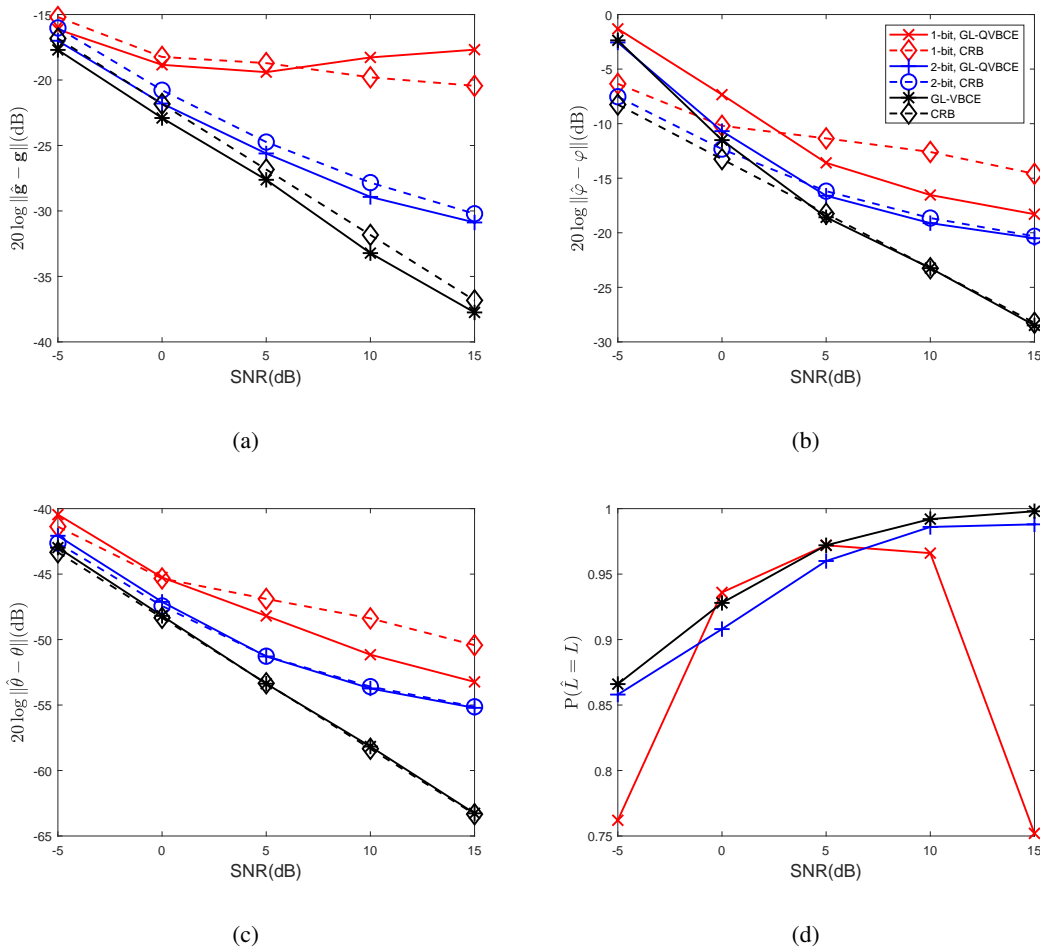 -15
-20
-25
-30
-35
-40
-5
0
5
10
15
20 log ||ĝ − g||(dB)
SNR(dB)
(a)
0
-5
-10
-15
-20
-25
-30
-5
0
5
10
15
20 log ||φ̂ − φ||(dB)
SNR(dB)
1-bit, GL-QVBCE
1-bit, CRB
2-bit, GL-QVBCE
2-bit, CRB
GL-VBCE
CRB
(b)
-40
-45
-50
-55
-60
-65
-5
0
5
10
15
20 log ||θ̂ − θ||(dB)
SNR(dB)
(c)
1
0.95
0.9
0.85
0.8
0.75
-5
0
5
10
15
P(L̂ = L)
SNR(dB)
(d)